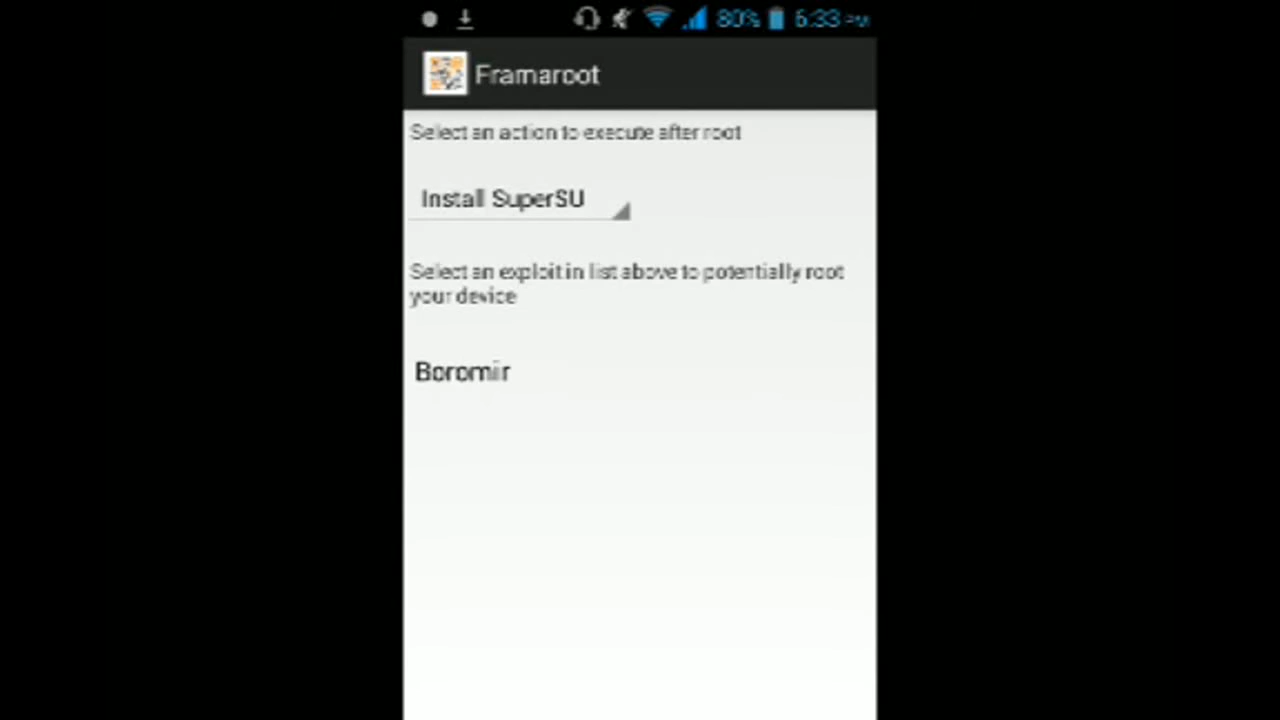 80% 6:33 PM
Framaroot
Select an action to execute after root
Install SuperSU
Select an exploit in list above to potentially root
your device
Boromir